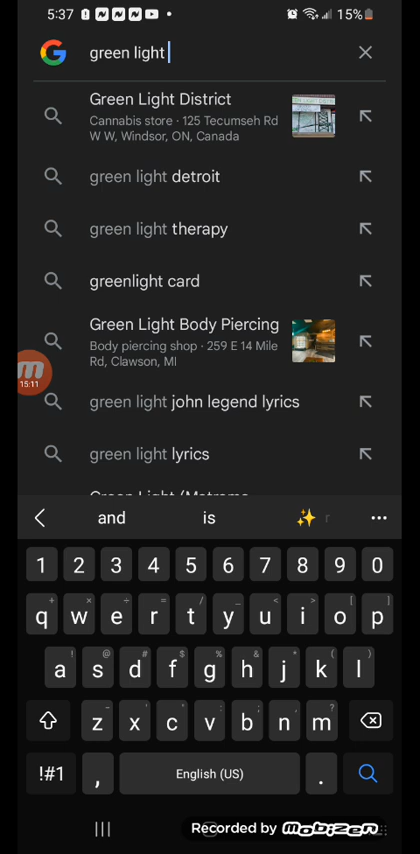 5:37 15%
green light
Green Light District
Cannabis store · 125 Tecumseh Rd
W W, Windsor, ON, Canada
green light detroit
green light therapy
greenlight card
Green Light Body Piercing
Body piercing shop · 259 E 14 Mile
Rd, Clawson, MI
15:11
green light john legend lyrics
green light lyrics
and is r
1 2 3 4 5 6 7 8 9 0
q w e r t y u i o p
a s d f g h j k l
z x c v b n m
!#1 , English (US) .
Recorded by mobizen